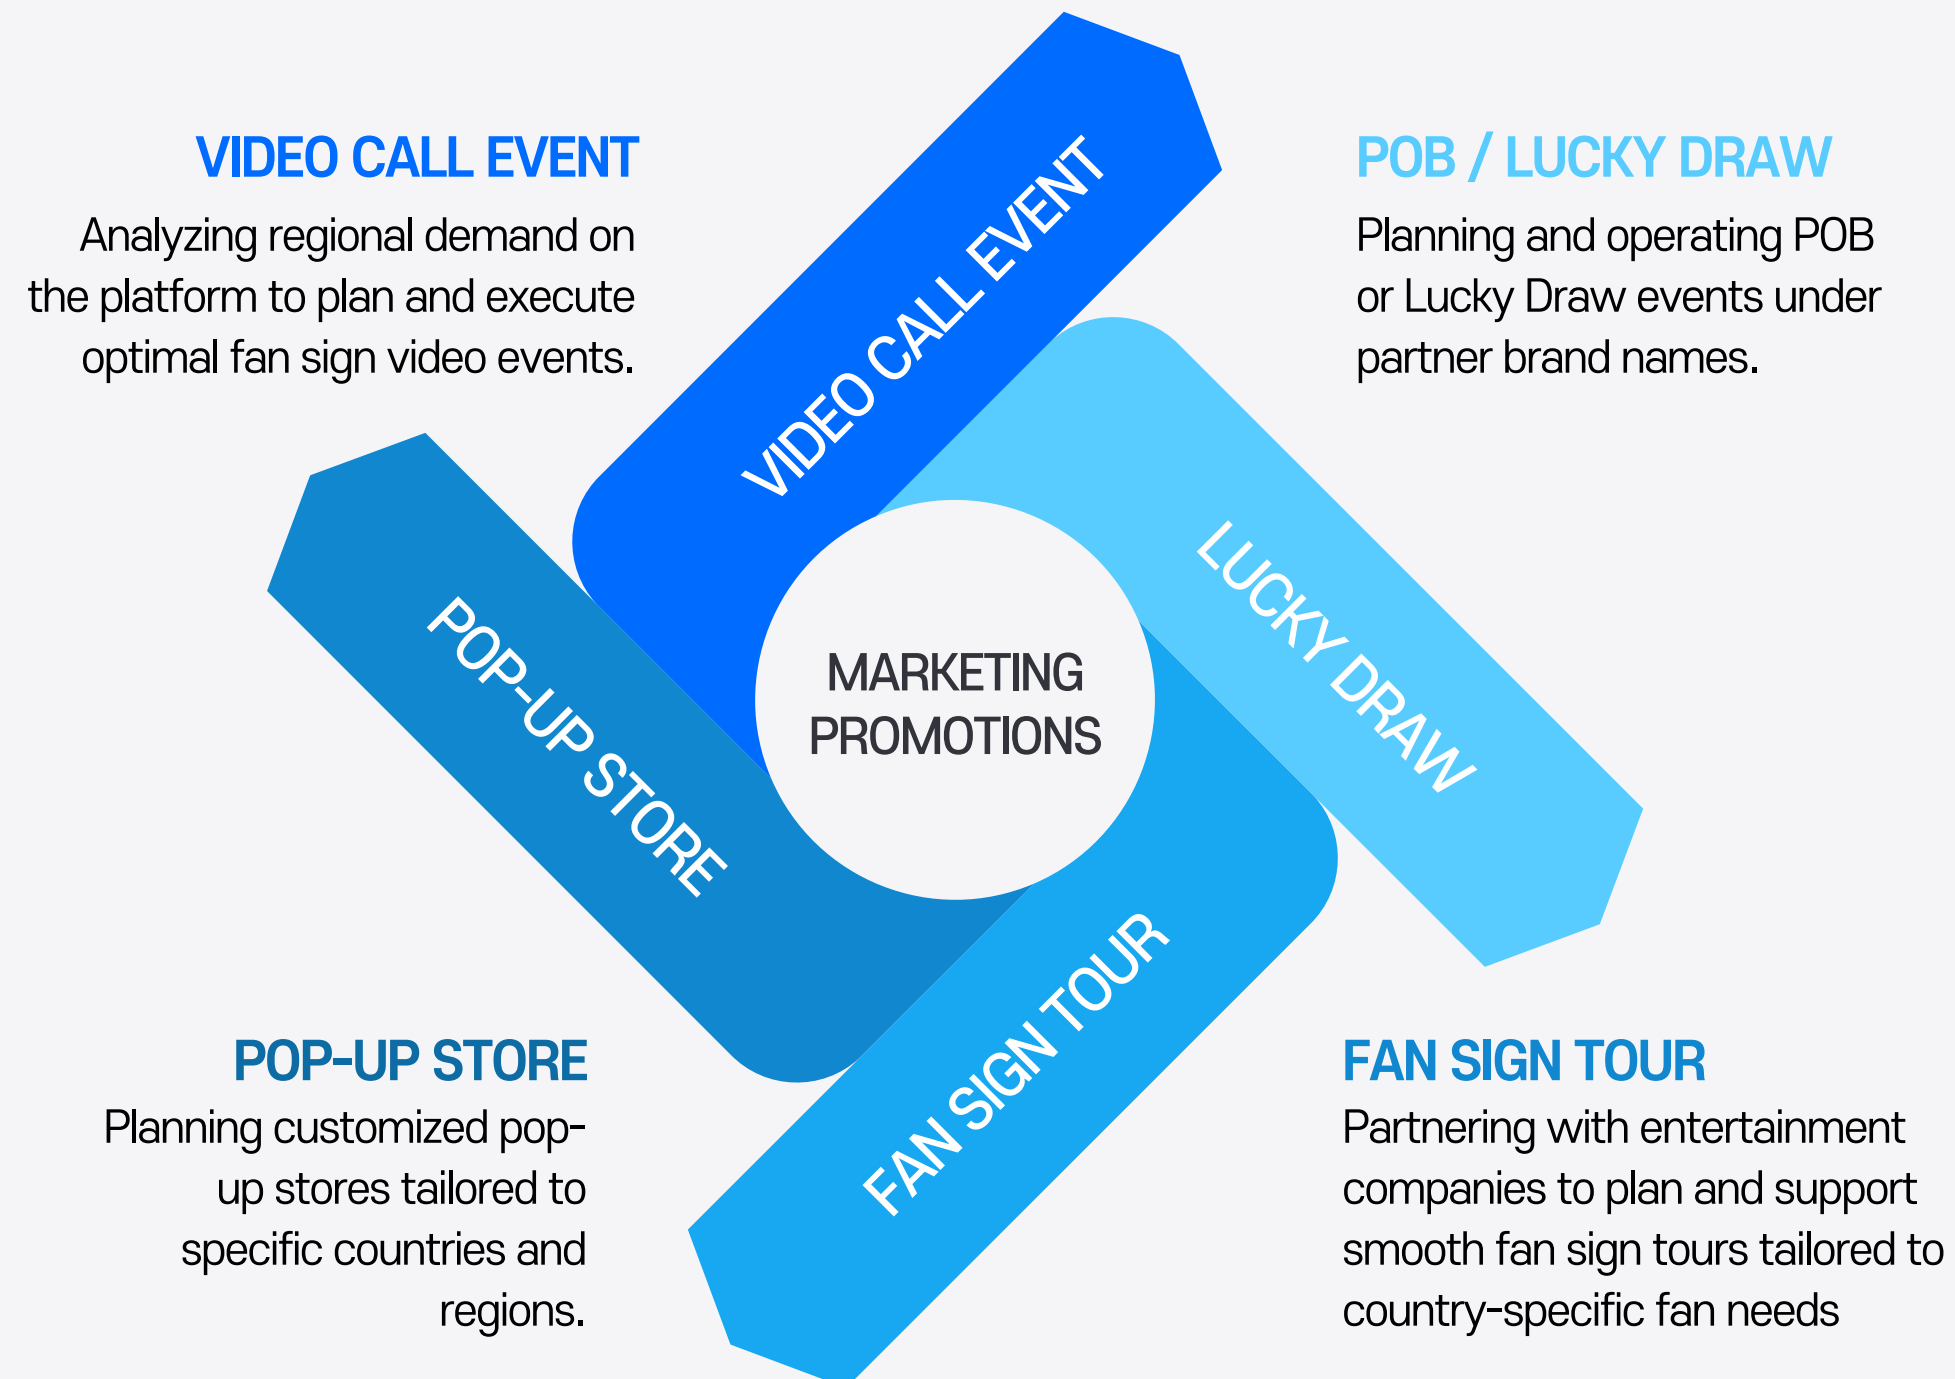 VIDEO CALL EVENT
Analyzing regional demand on
the platform to plan and execute
optimal fan sign video events.
POB / LUCKY DRAW
Planning and operating POB
or Lucky Draw events under
partner brand names.
VIDEO CALL EVENT
LUCKY DRAW
POP-UP STORE
MARKETING
PROMOTIONS
FAN SIGN TOUR
POP-UP STORE
Planning customized pop-
up stores tailored to
specific countries and
regions.
FAN SIGN TOUR
Partnering with entertainment
companies to plan and support
smooth fan sign tours tailored to
country-specific fan needs